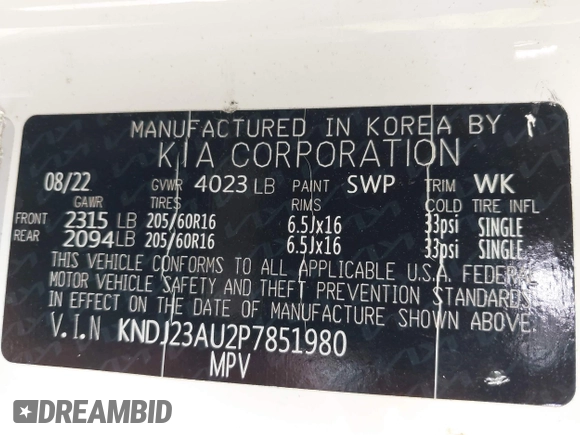 MANUFACTURED IN KOREA BY
KIA CORPORATION
08/22 GVWR 4023 LB PAINT SWP TRIM WK
GAWR TIRES RIMS COLD TIRE INFL
FRONT 2315 LB 205/60R16 6.5Jx16 33psi SINGLE
REAR 2094 LB 205/60R16 6.5Jx16 33psi SINGLE
THIS VEHICLE CONFORMS TO ALL APPLICABLE U.S.A. FEDERAL
MOTOR VEHICLE SAFETY AND THEFT PREVENTION STANDARDS
IN EFFECT ON THE DATE OF MANUFACTURE SHOWN ABOVE.
V.I.N KNDJ23AU2P7851980
MPV
DREAMBID